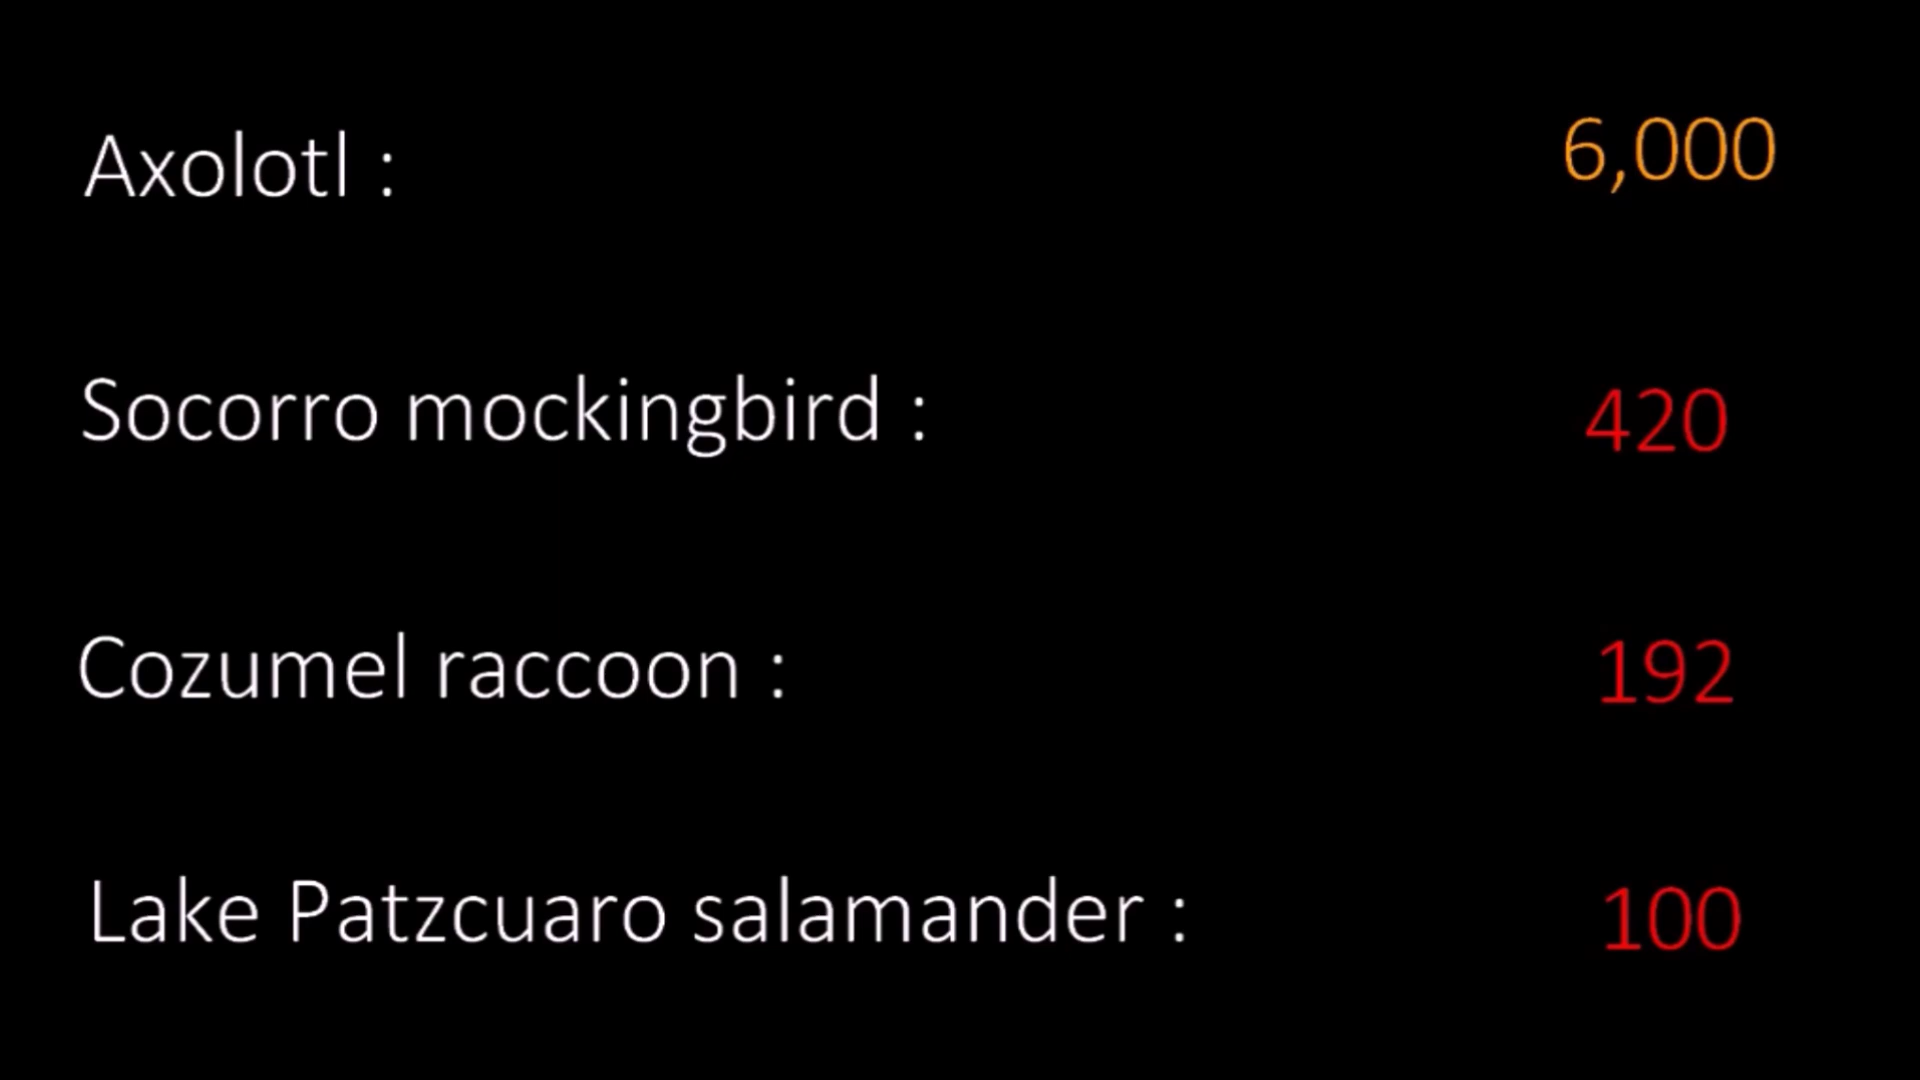 Axolotl : 6,000
Socorro mockingbird : 420
Cozumel raccoon : 192
Lake Patzcuaro salamander : 100